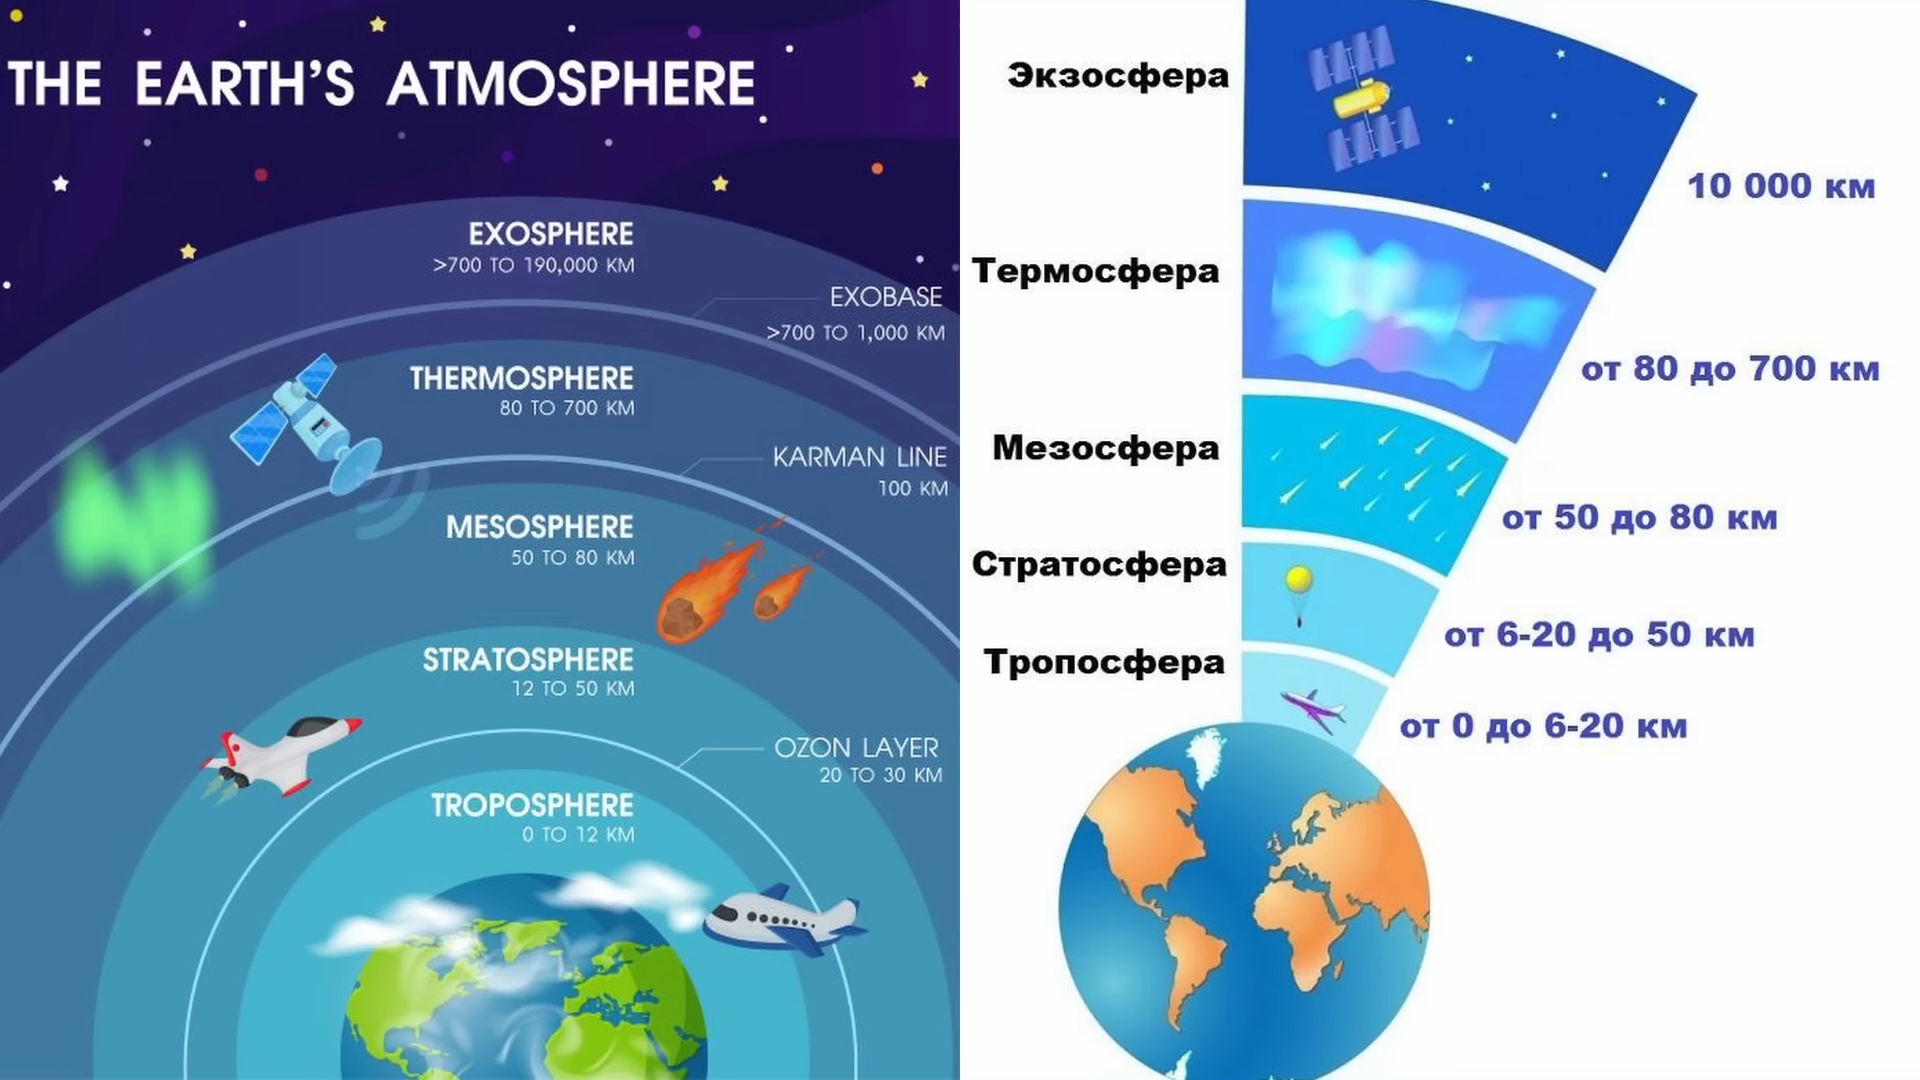 THE EARTH'S ATMOSPHERE
EXOSPHERE
>700 TO 190,000 KM
EXOBASE
>700 TO 1,000 KM
THERMOSPHERE
80 TO 700 KM
KARMAN LINE
100 KM
MESOSPHERE
50 TO 80 KM
STRATOSPHERE
12 TO 50 KM
OZON LAYER
20 TO 30 KM
TROPOSPHERE
0 TO 12 KM
Экзосфера
10 000 км
Термосфера
от 80 до 700 км
Мезосфера
от 50 до 80 км
Стратосфера
от 6-20 до 50 км
Тропосфера
от 0 до 6-20 км